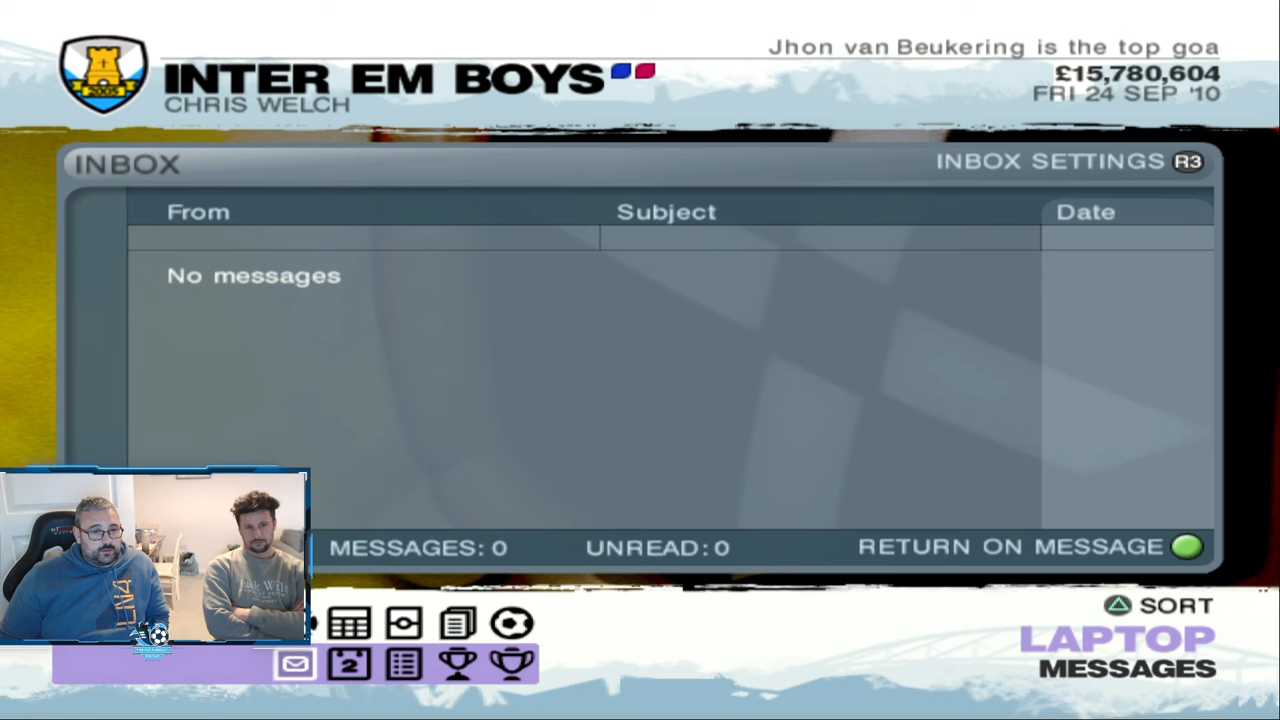 Jhon van Beukering is the top goa
INTER EM BOYS
£15,780,604
CHRIS WELCH
FRI 24 SEP '10
2005
INBOX
INBOX SETTINGS R3
From Subject Date
No messages
MESSAGES: 0 UNREAD: 0 RETURN ON MESSAGE
SORT
LAPTOP
2
MESSAGES